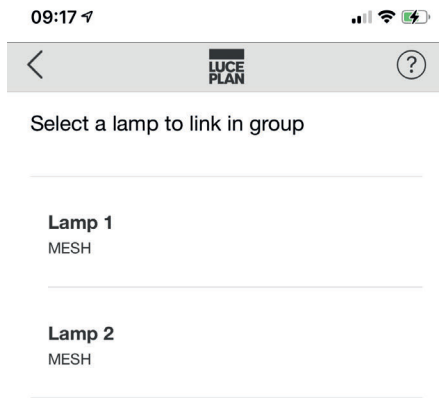 09:17
LUCE
PLAN
?
Select a lamp to link in group
Lamp 1
MESH
Lamp 2
MESH